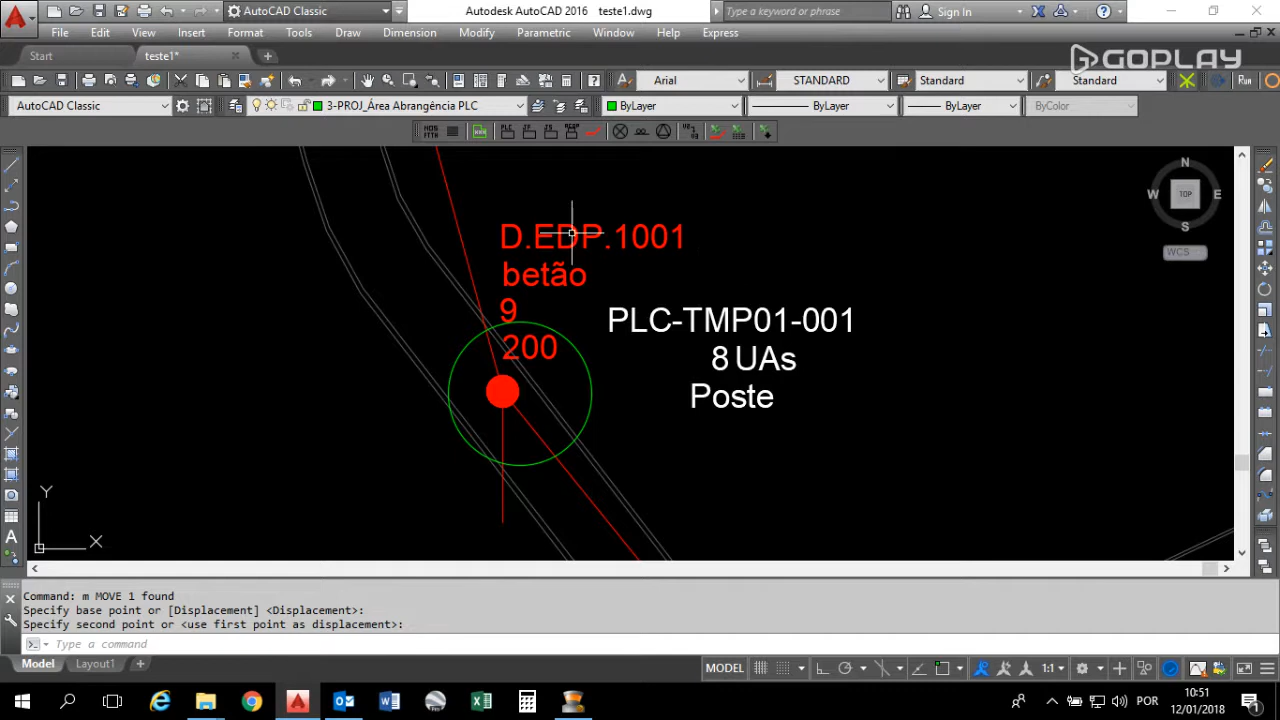 AutoCAD Classic
Autodesk AutoCAD 2016 teste1.dwg
Type a keyword or phrase
Sign In
File Edit View Insert Format Tools Draw Dimension Modify Parametric Window Help Express
Start teste1*
GOPLAY
Arial STANDARD Standard Standard Run
AutoCAD Classic 3-PROJ_Área Abrangência PLC ByLayer ByLayer ByLayer ByColor
N
W TOP E
S
WCS
D.EDP.1001
betão
9
200
PLC-TMP01-001
8 UAs
Poste
Y
X
Command: m MOVE 1 found
Specify base point or [Displacement] <Displacement>:
Specify second point or <use first point as displacement>:
Type a command
Model Layout1
MODEL 1:1
POR 10:51
12/01/2018